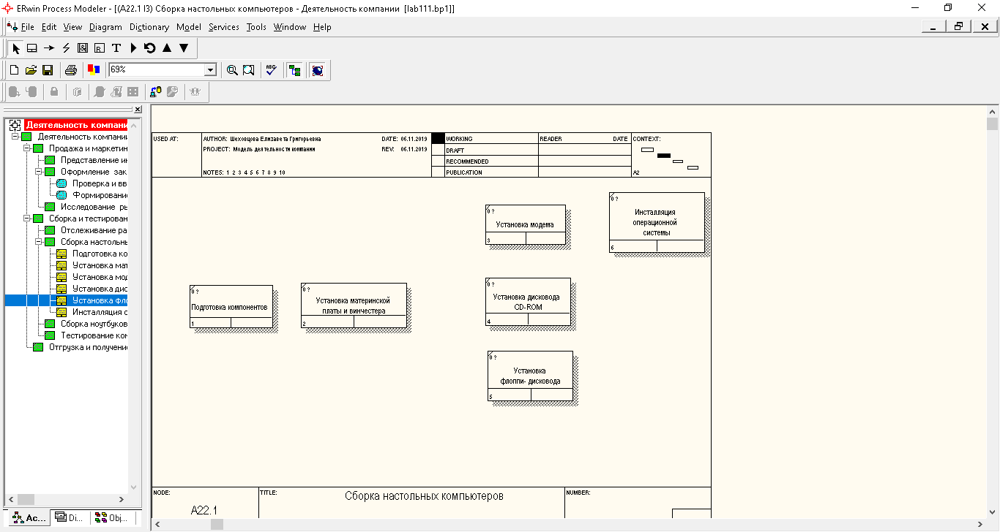 ERwin Process Modeler - [(A22.1 I3) Сборка настольных компьютеров - Деятельность компании [lab111.bp1]]
File Edit View Diagram Dictionary Model Services Tools Window Help
R T
69% ABC
Деятельность компани
Деятельность компании
Продажа и маркетин
Представление ин
Оформление зак
Проверка и вв
Формировани
Исследование ры
Сборка и тестирован
Отслеживание ра
Сборка настольнь
Подготовка ко
Установка мат
Установка мод
Установка дис
Установка фло
Инсталляция о
Сборка ноутбуков
Тестирование ком
Отгрузка и получени
Ac... Di... Obj...
USED AT:
AUTHOR: Шеховцова Елизавета Григорьевна DATE: 06.11.2019
PROJECT: Модель деятельности компании REV: 06.11.2019
NOTES: 1 2 3 4 5 6 7 8 9 10
WORKING READER DATE CONTEXT:
DRAFT
RECOMMENDED
PUBLICATION A2
0 ?
Подготовка компонентов
1
0 ?
Установка материнской
платы и винчестера
2
0 ?
Установка модема
3
0 ?
Установка дисковода
CD-ROM
4
0 ?
Установка
флоппи- дисковода
5
0 ?
Инсталляция
операционной
системы
6
NODE: TITLE: Сборка настольных компьютеров NUMBER:
A22.1